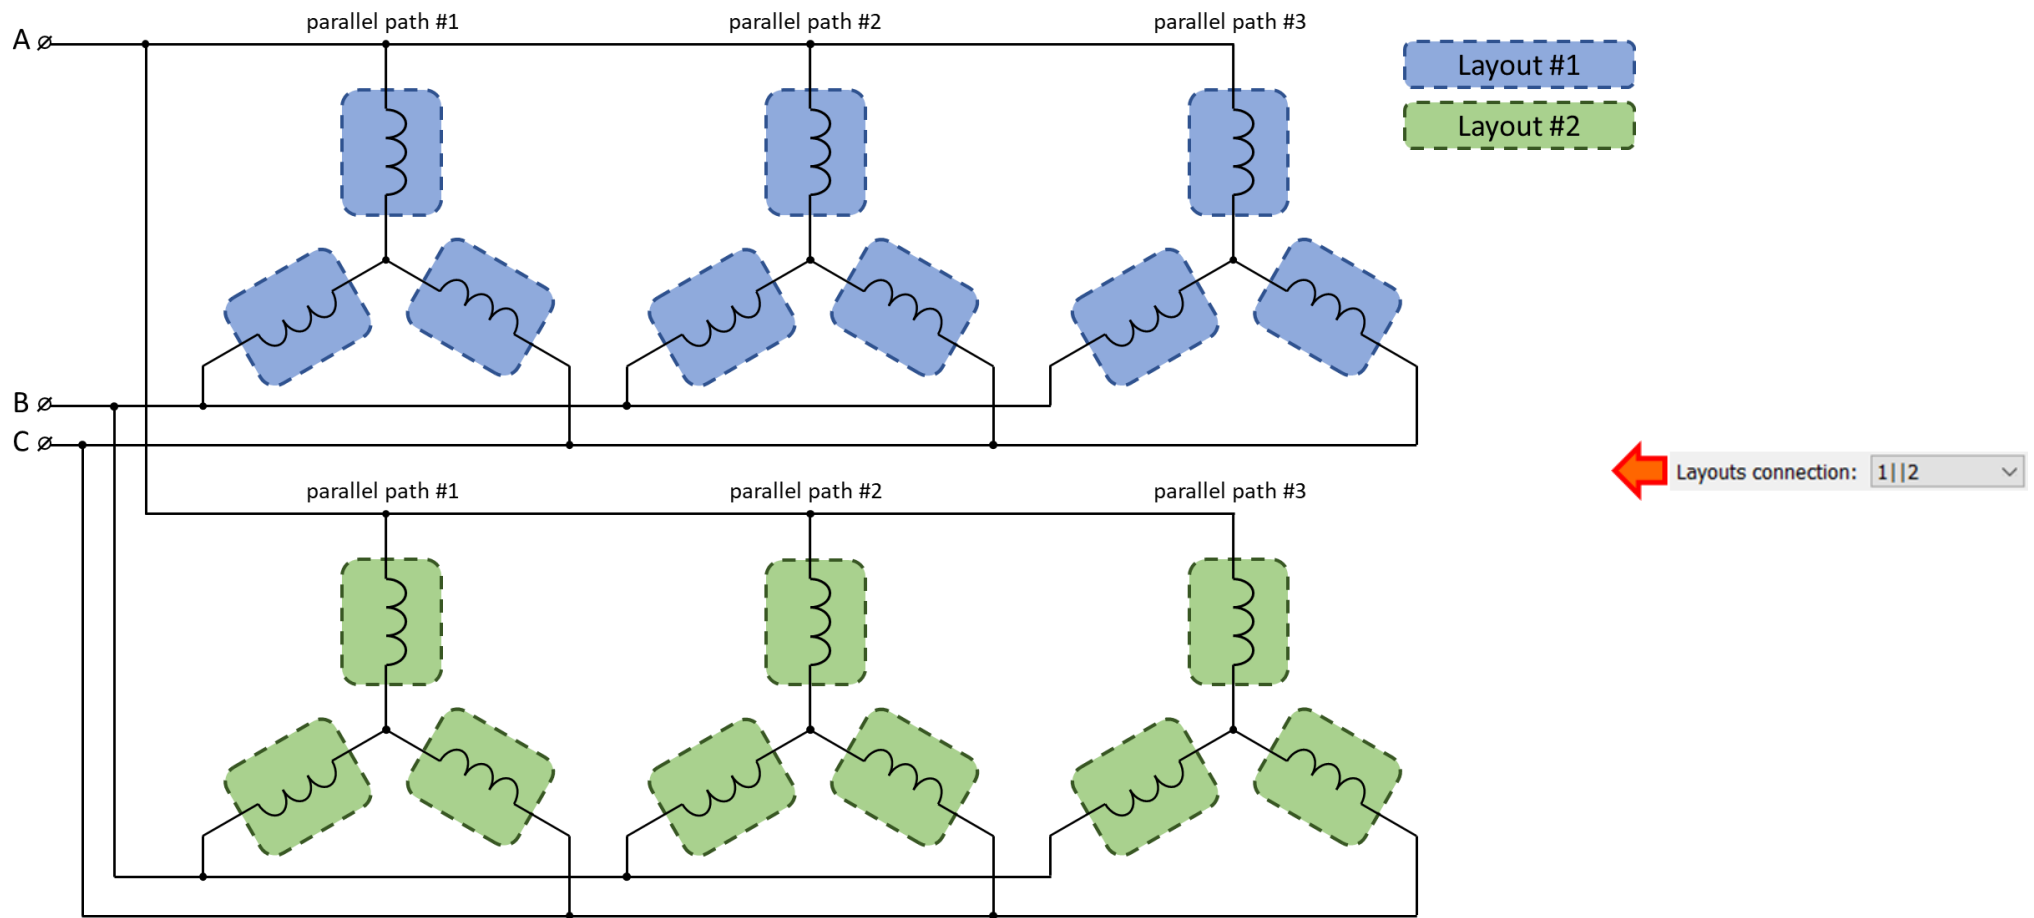 parallel path #1
parallel path #2
parallel path #3
A
Layout #1
Layout #2
B
C
Layouts connection: 1||2
parallel path #1
parallel path #2
parallel path #3